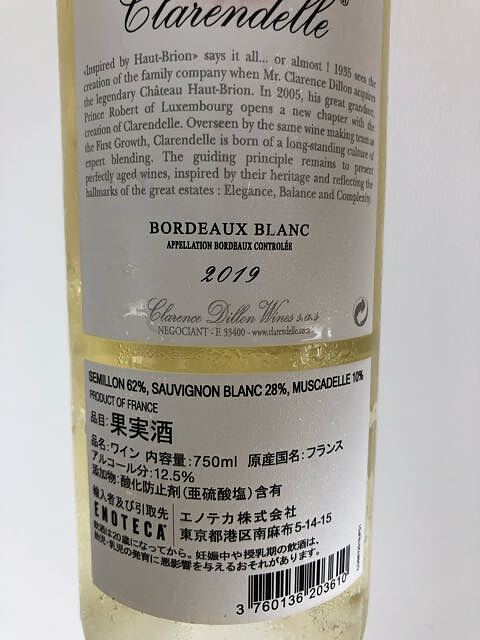 Clarendelle®
«Inspired by Haut-Brion» says it all... or almost ! 1935 sees the
creation of the family company when Mr. Clarence Dillon acquires
the legendary Château Haut-Brion. In 2005, his great grandson,
Prince Robert of Luxembourg opens a new chapter with the
creation of Clarendelle. Overseen by the same wine making team as
the First Growth, Clarendelle is born of a long-standing culture of
expert blending. The guiding principle remains to present
perfectly aged wines, inspired by their heritage and reflecting the
hallmarks of the great estates : Elegance, Balance and Complexity.
BORDEAUX BLANC
APPELLATION BORDEAUX CONTROLÉE
2019
Clarence Dillon Wines s.a.s
NEGOCIANT - F. 33400 - www.clarendelle.com
SEMILLON 62%, SAUVIGNON BLANC 28%, MUSCADELLE 10%
PRODUCT OF FRANCE
品目:果実酒
品名:ワイン 内容量:750ml 原産国名:フランス
アルコール分:12.5%
添加物:酸化防止剤(亜硫酸塩)含有
輸入者及び引取先
ENOTECA®
エノテカ株式会社
東京都港区南麻布5-14-15
飲酒は20歳になってから。妊娠中や授乳期の飲酒は、
胎児・乳児の発育に悪影響を与えるおそれがあります。
3 760136 203610